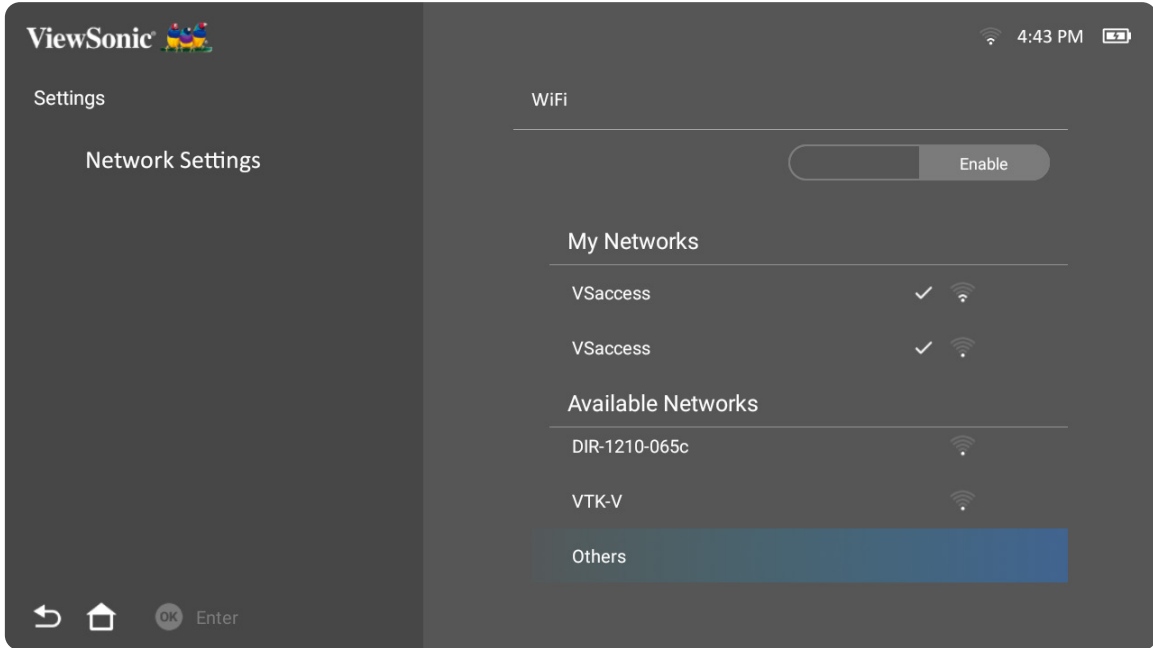 ViewSonic®
4:43 PM
Settings
WiFi
Network Settings
Enable
My Networks
VSaccess
VSaccess
Available Networks
DIR-1210-065c
VTK-V
Others
OK Enter